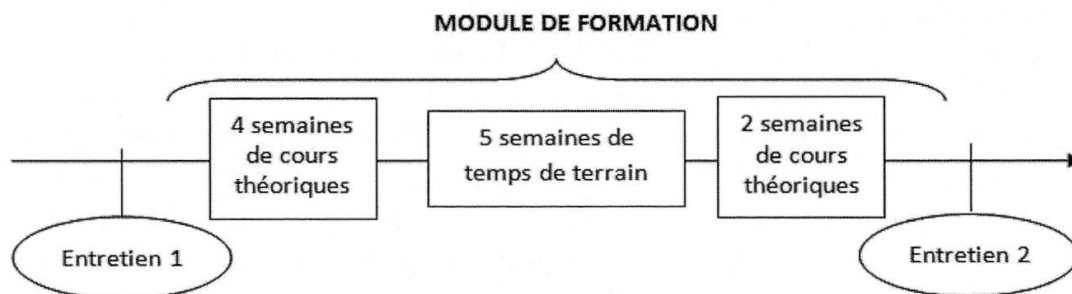 MODULE DE FORMATION
4 semaines
de cours
théoriques
5 semaines de
temps de terrain
2 semaines
de cours
théoriques
Entretien 1
Entretien 2